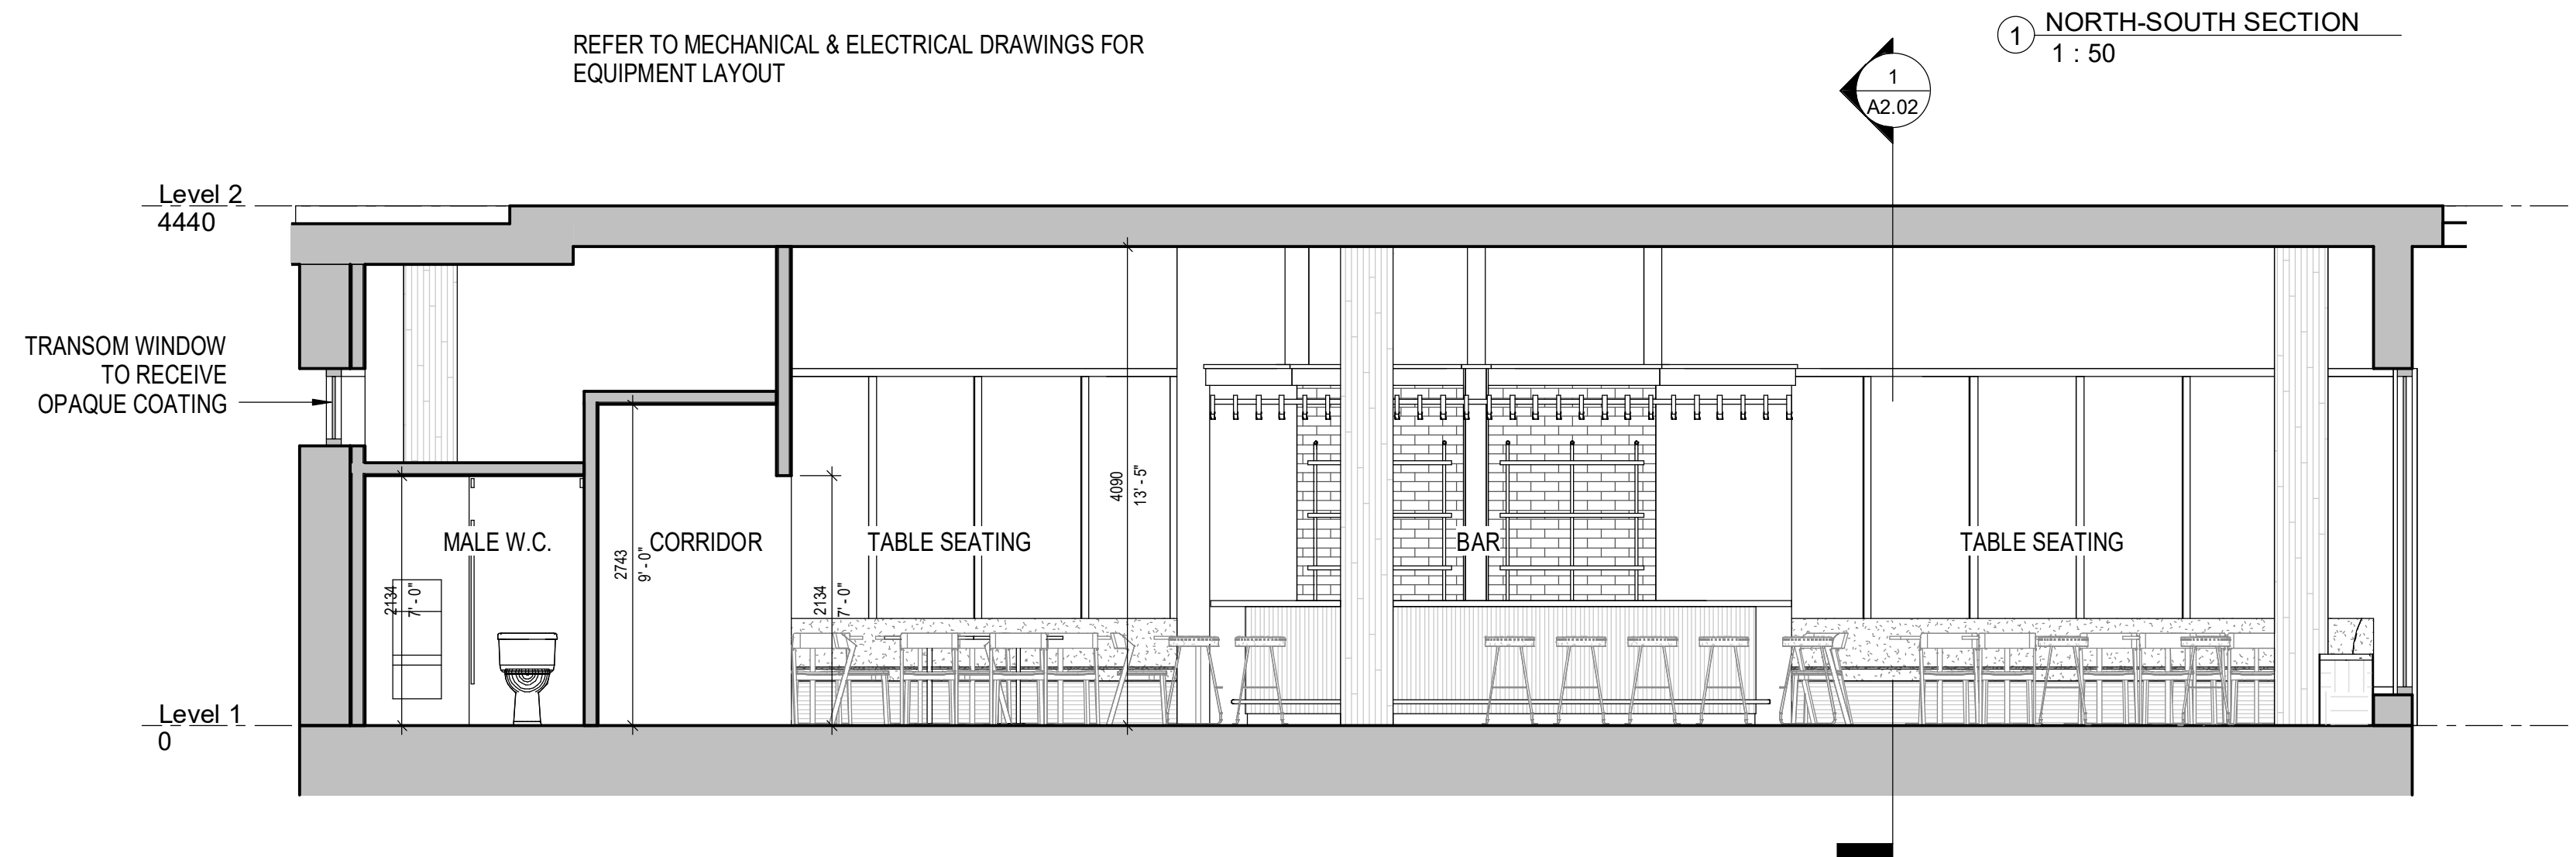 REFER TO MECHANICAL & ELECTRICAL DRAWINGS FOR
EQUIPMENT LAYOUT
1
NORTH-SOUTH SECTION
1 : 50
1
A2.02
Level 2
4440
TRANSOM WINDOW
TO RECEIVE
OPAQUE COATING
MALE W.C.
CORRIDOR
TABLE SEATING
BAR
TABLE SEATING
2134
7' - 0"
2743
9' - 0"
2134
7' - 0"
4090
13' - 5"
Level 1
0